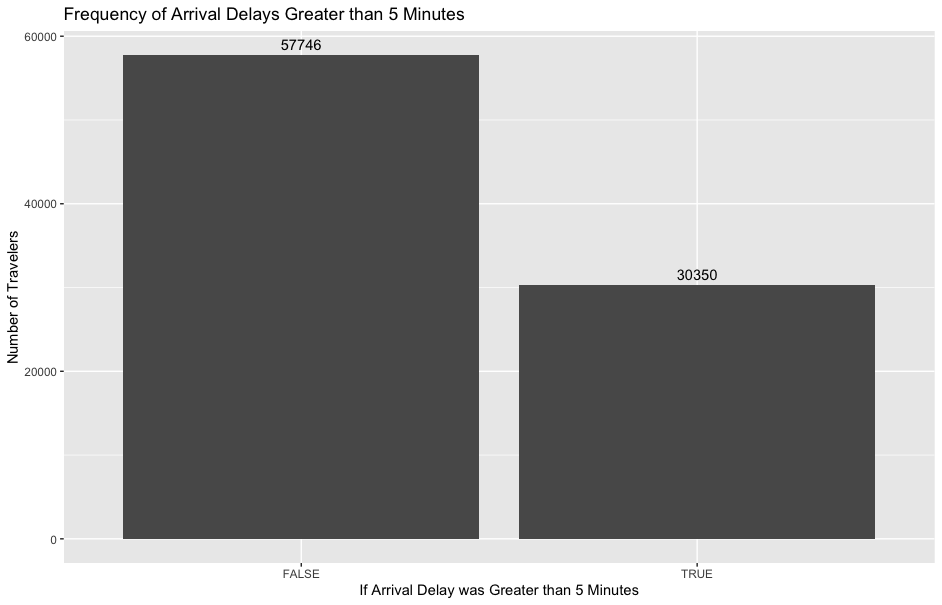 Frequency of Arrival Delays Greater than 5 Minutes
60000
57746
40000
30350
20000
0
Number of Travelers
FALSE
TRUE
If Arrival Delay was Greater than 5 Minutes